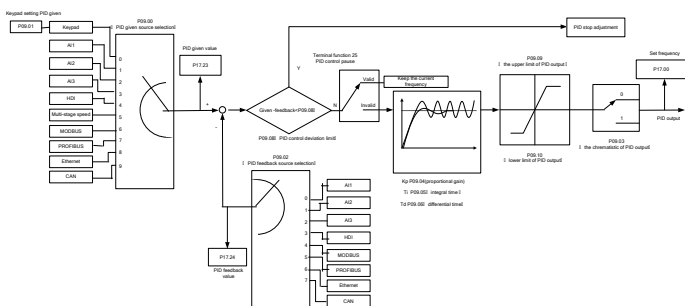 Keypad setting PID given
P09.01
Keypad
AI1
AI2
AI3
HDI
Multi-stage speed
MODBUS
PROFIBUS
Ethernet
CAN
P09.00
PID given source selection
0
1
2
3
4
5
6
7
8
9
PID given value
P17.23
+
-
Given -feedback<P09.08
P09.08 PID control deviation limit
Y
N
PID stop adjustment
Terminal function 25
PID control pause
Valid
Invalid
Keep the current
frequency
Kp P09.04(proportional gain)
Ti P09.05 integral time
Td P09.06 differential time
P09.09
the upper limit of PID output
P09.10
lower limit of PID output
0
1
P09.03
the chrematistic of PID output
Set frequency
P17.00
PID output
P09.02
PID feedback source selection
0
1
2
3
4
5
6
7
AI1
AI2
AI3
HDI
MODBUS
PROFIBUS
Ethernet
CAN
P17.24
PID feedback
value